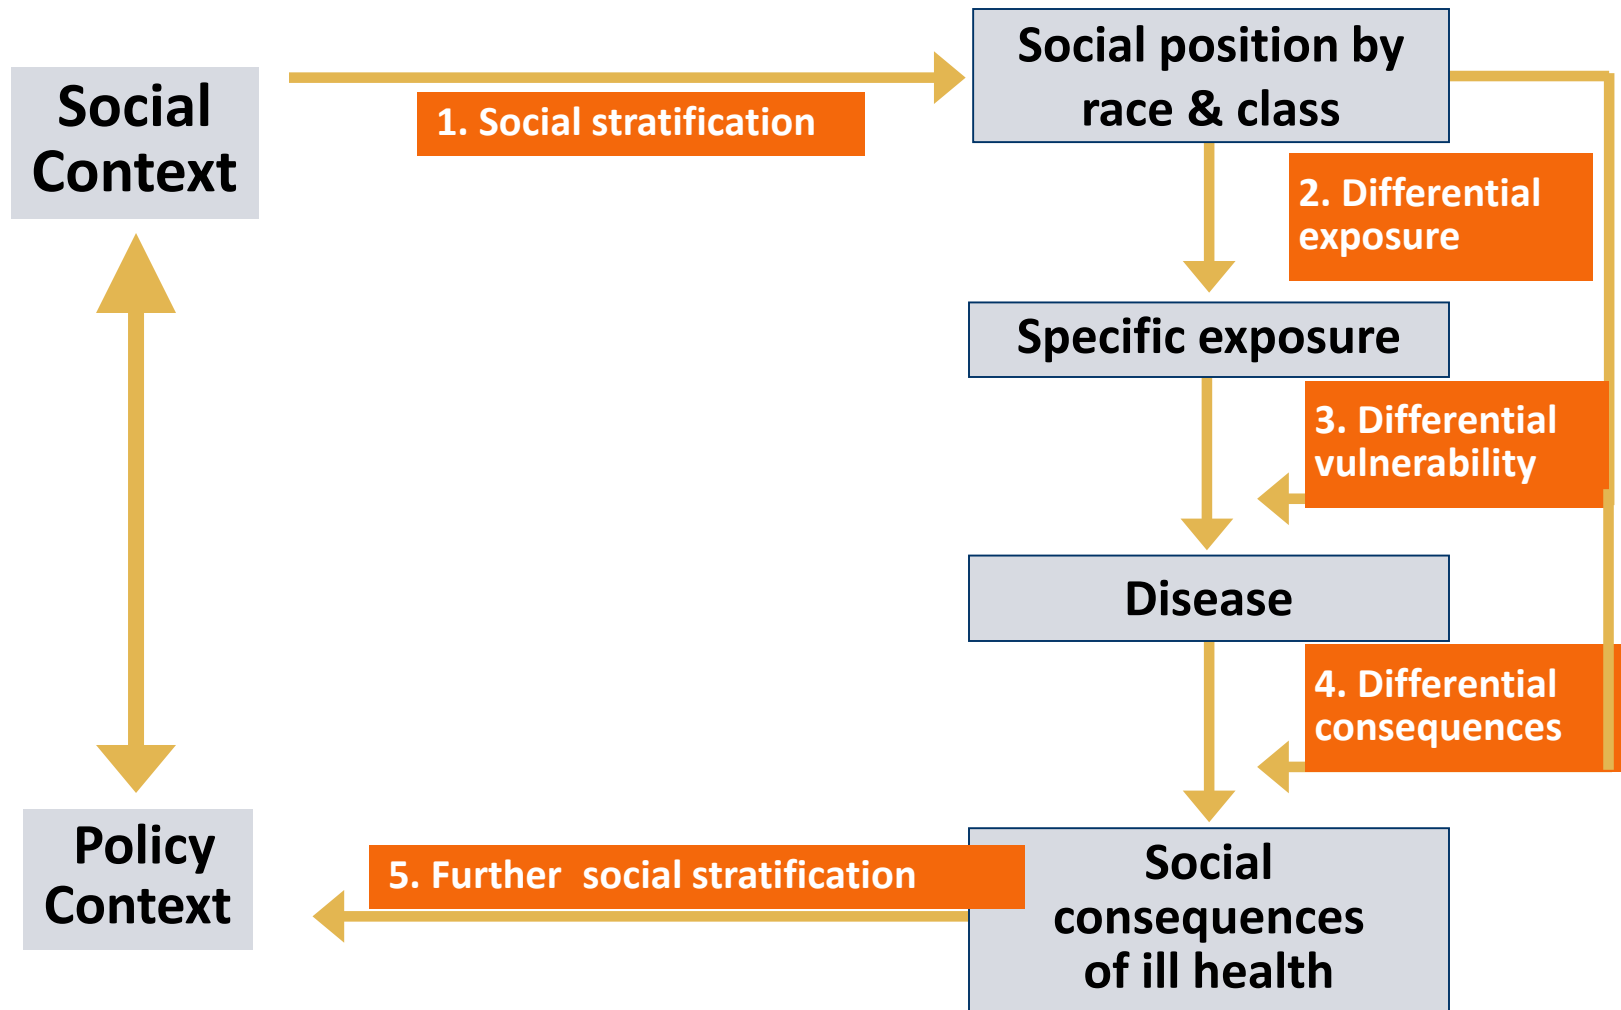 Social
Context
1. Social stratification
Social position by
race & class
2. Differential
exposure
Specific exposure
3. Differential
vulnerability
Disease
4. Differential
consequences
Policy
Context
5. Further  social stratification
Social
consequences
of ill health